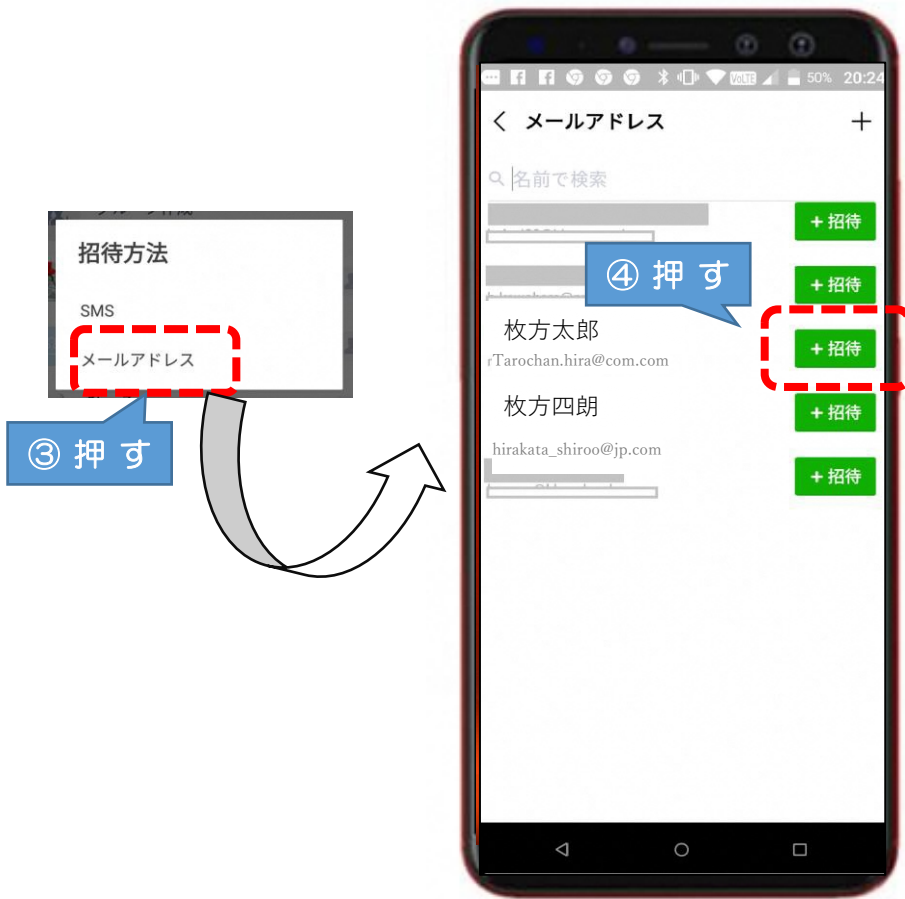 招待方法
SMS
メールアドレス
③ 押 す
50% 20:24
メールアドレス
名前で検索
+ 招待
④ 押 す
+ 招待
枚方太郎
rTarochan.hira@com.com
+ 招待
枚方四朗
+ 招待
hirakata_shiroo@jp.com
+ 招待